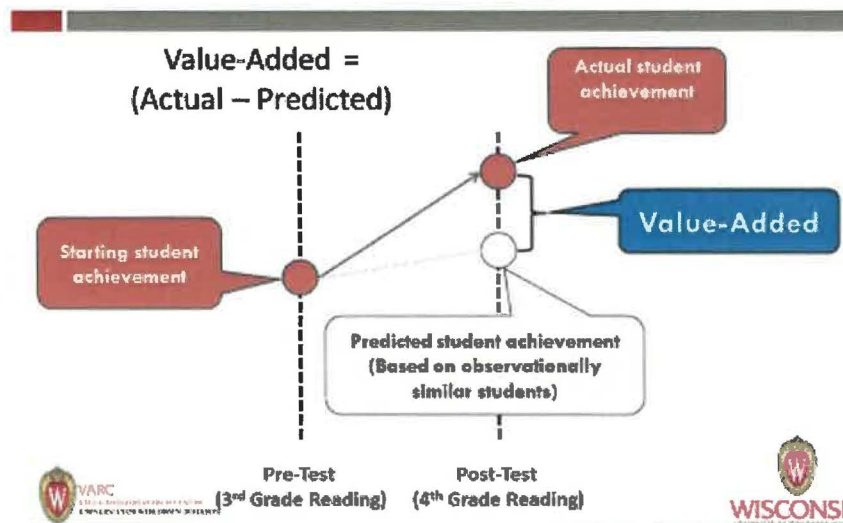 Value-Added =
(Actual – Predicted)
Actual student
achievement
Value-Added
Starting student
achievement
Predicted student achievement
(Based on observationally
similar students)
Pre-Test
(3rd Grade Reading)
Post-Test
(4th Grade Reading)
W
VARC
W
WISCONSI